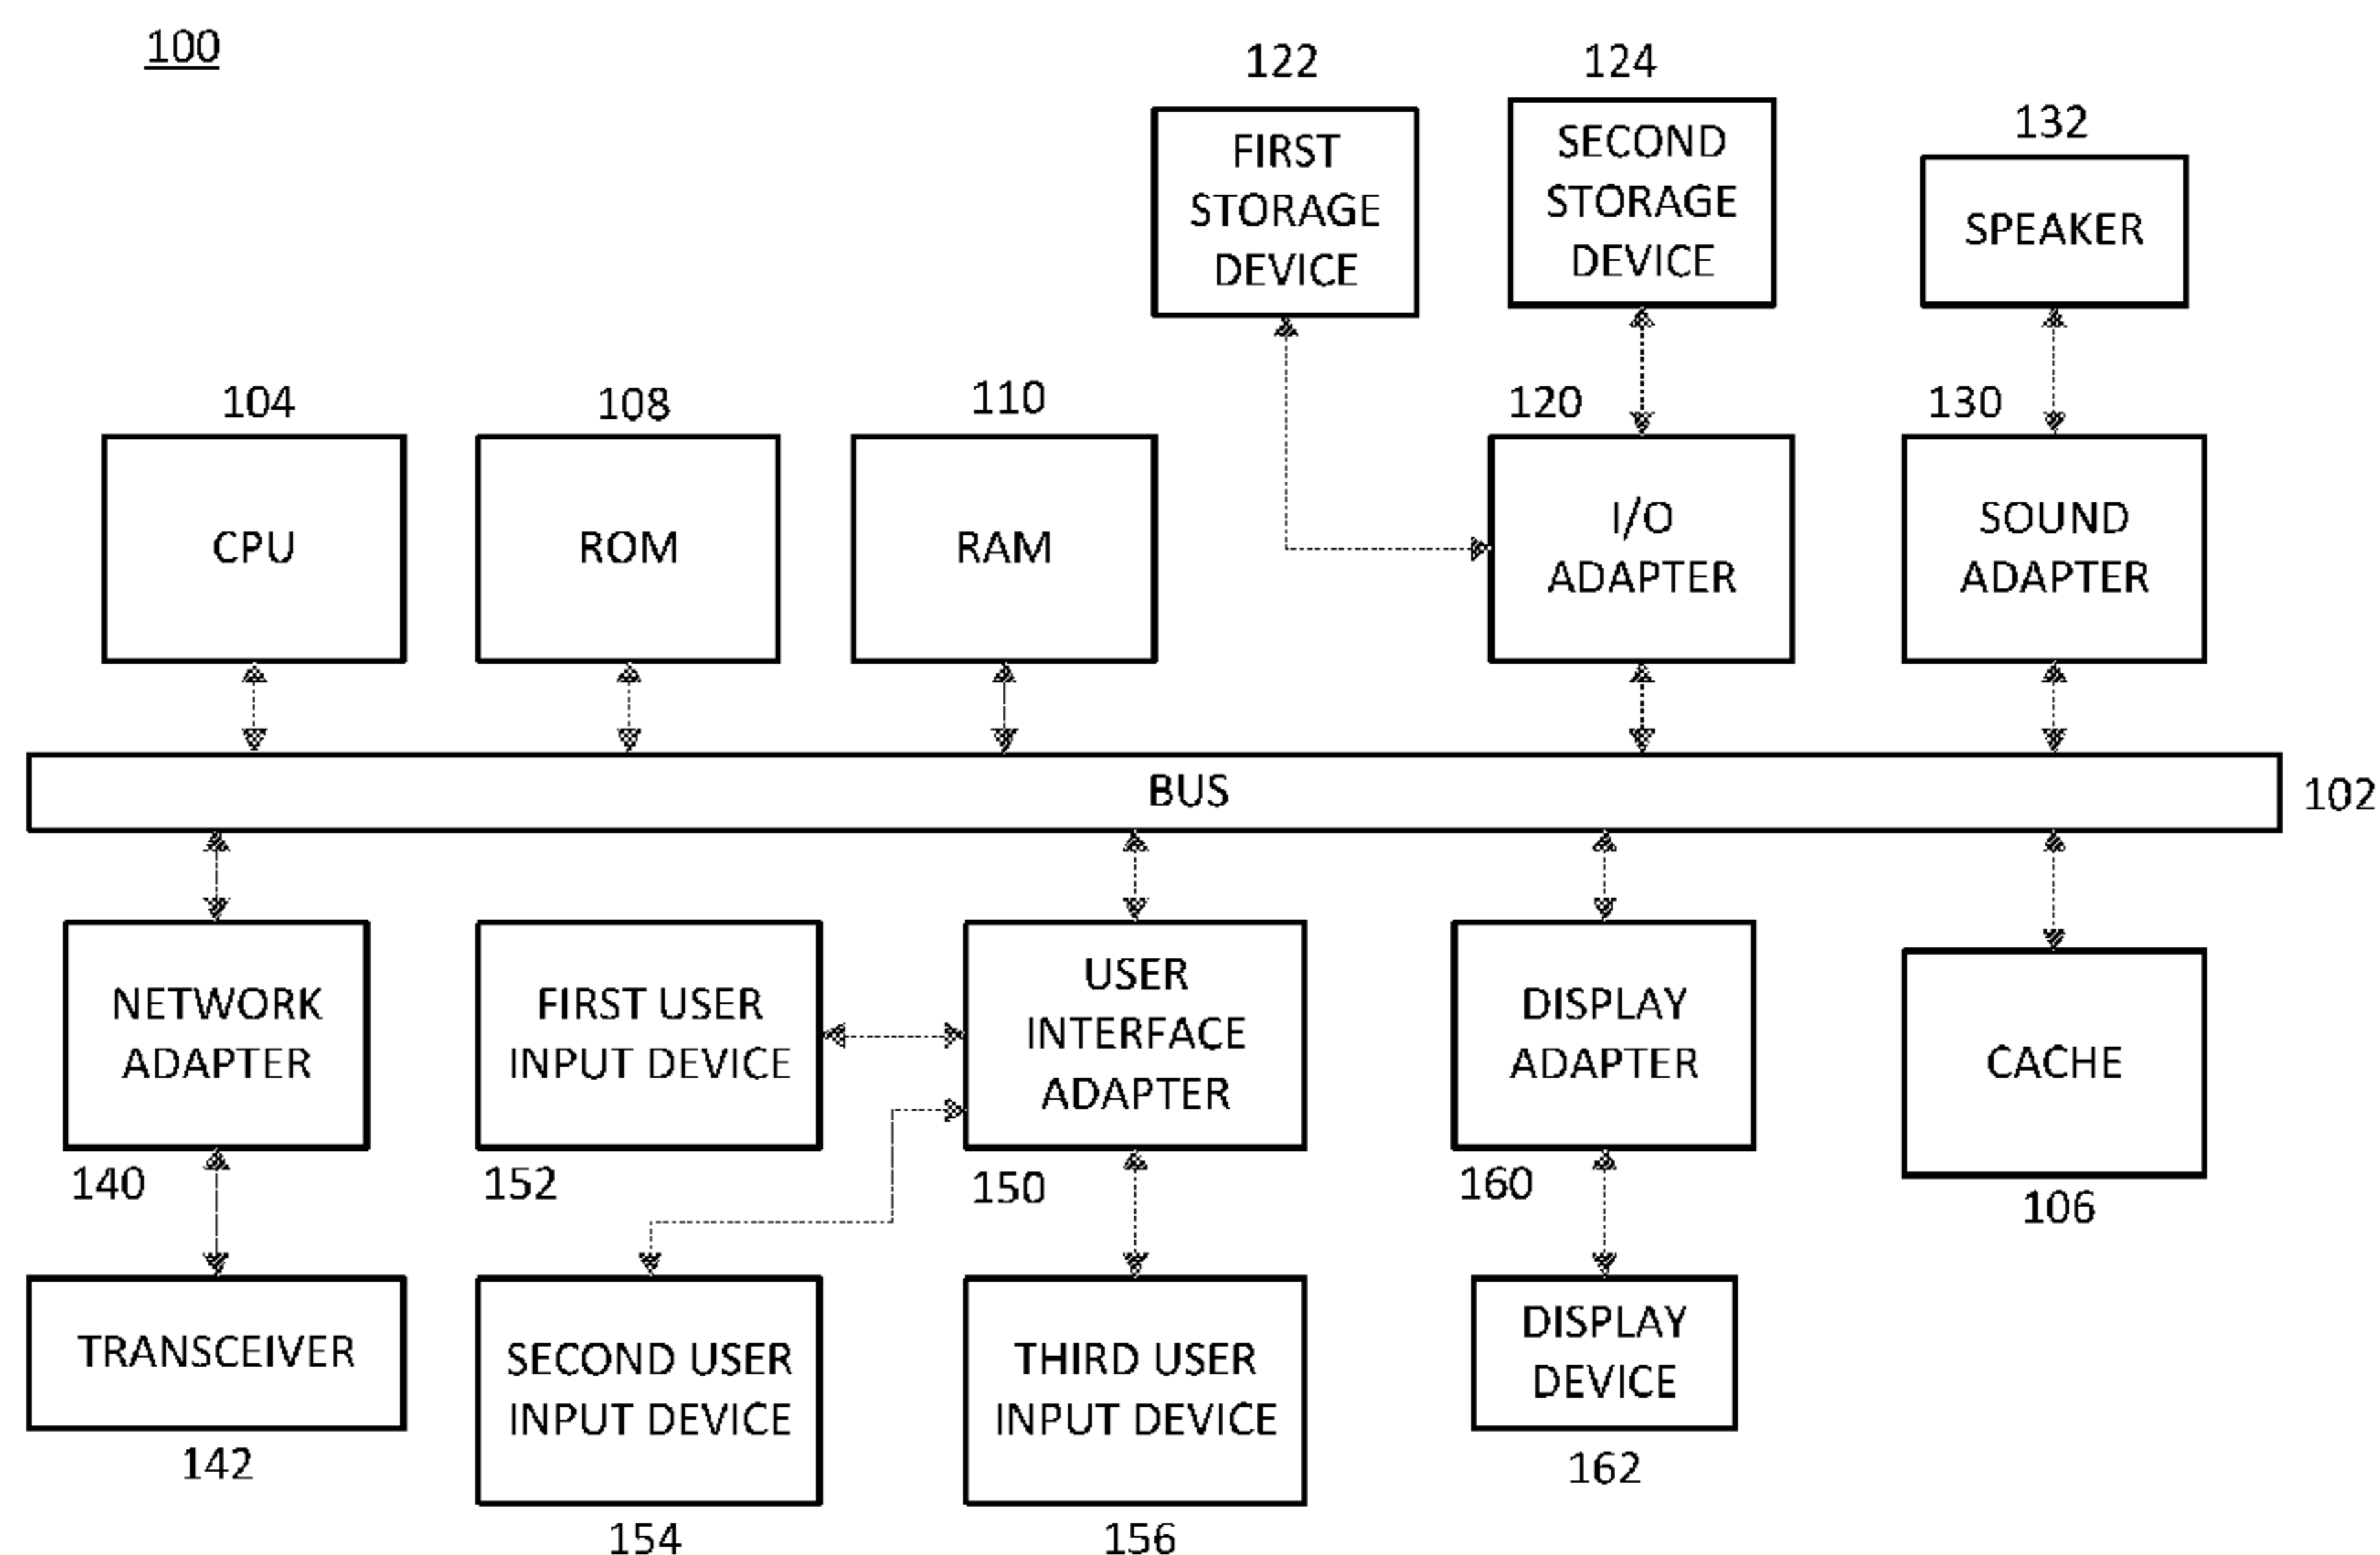 100
122
FIRST
STORAGE
DEVICE
124
SECOND
STORAGE
DEVICE
132
SPEAKER
104
CPU
108
ROM
110
RAM
120
I/O
ADAPTER
130
SOUND
ADAPTER
BUS
102
NETWORK
ADAPTER
140
FIRST USER
INPUT DEVICE
152
USER
INTERFACE
ADAPTER
150
DISPLAY
ADAPTER
160
CACHE
106
TRANSCEIVER
142
SECOND USER
INPUT DEVICE
154
THIRD USER
INPUT DEVICE
156
DISPLAY
DEVICE
162